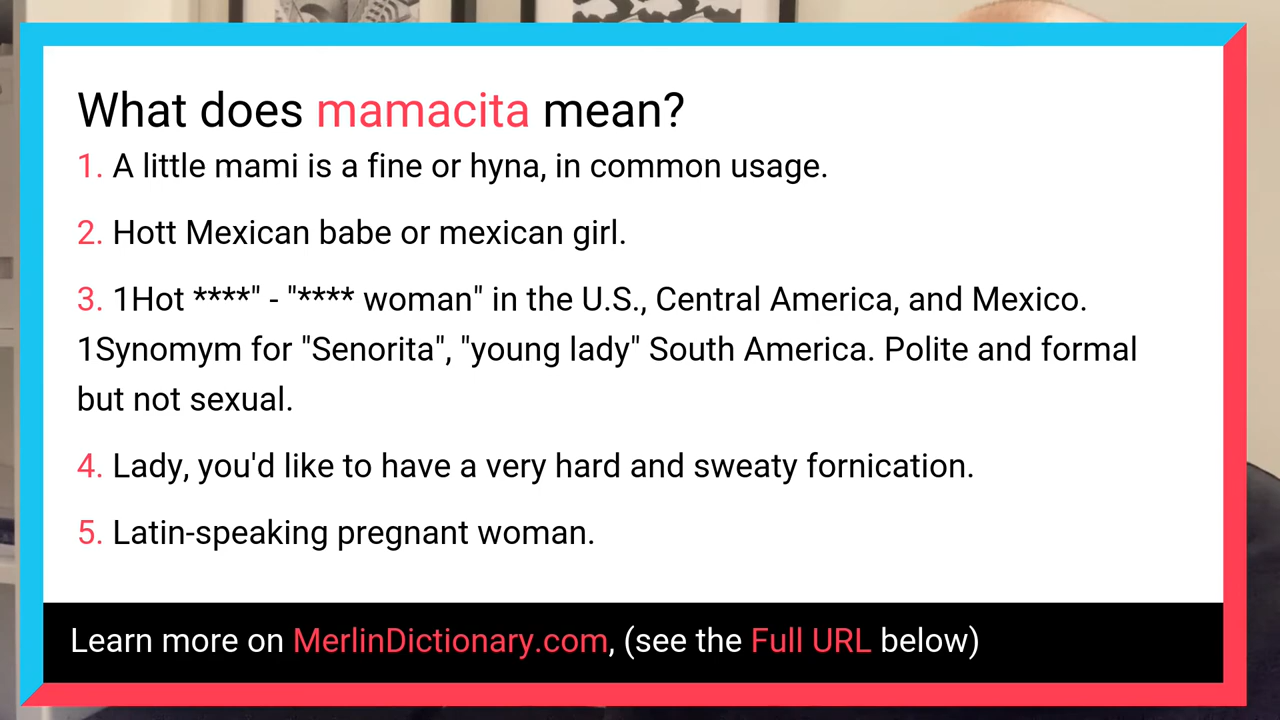 What does mamacita mean?
1. A little mami is a fine or hyna, in common usage.
2. Hott Mexican babe or mexican girl.
3. 1Hot ****" - "**** woman" in the U.S., Central America, and Mexico.
1Synomym for "Senorita", "young lady" South America. Polite and formal
but not sexual.
4. Lady, you'd like to have a very hard and sweaty fornication.
5. Latin-speaking pregnant woman.
Learn more on MerlinDictionary.com, (see the Full URL below)